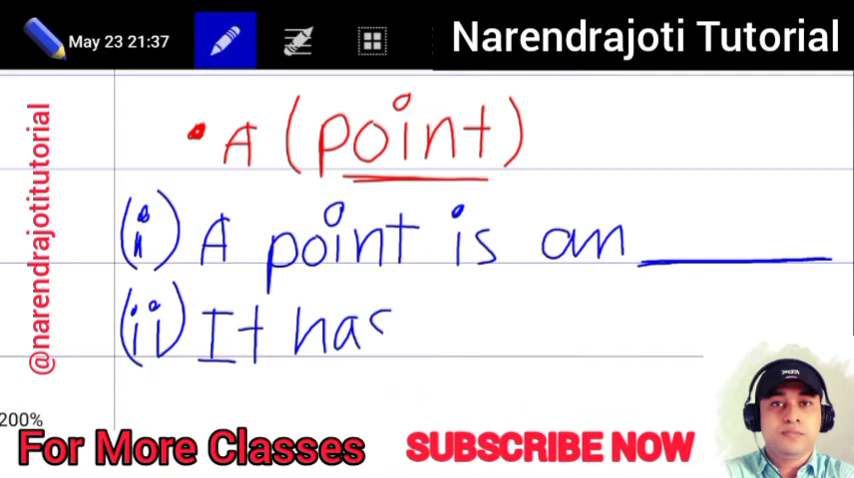 May 23 21:37
Narendrajoti Tutorial
@narendrajotitutorial
• A (point)
(i) A point is an ______
(ii) It has
200%
For More Classes
SUBSCRIBE NOW